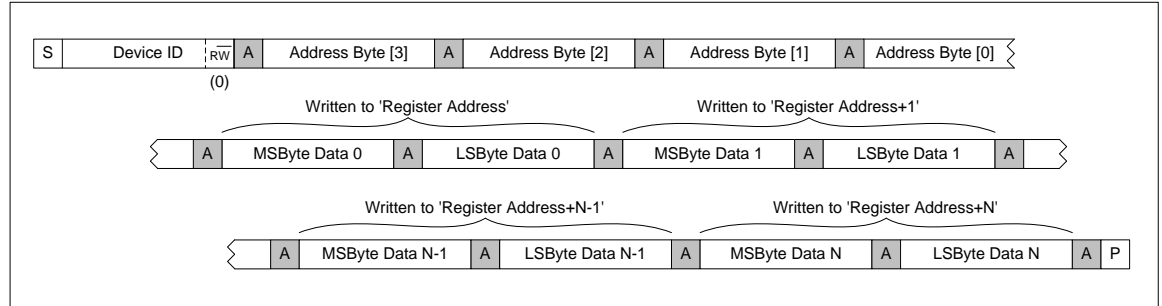 S Device ID RW̅ A Address Byte [3] A Address Byte [2] A Address Byte [1] A Address Byte [0]
(0)
Written to 'Register Address' Written to 'Register Address+1'
A MSByte Data 0 A LSByte Data 0 A MSByte Data 1 A LSByte Data 1 A
Written to 'Register Address+N-1' Written to 'Register Address+N'
A MSByte Data N-1 A LSByte Data N-1 A MSByte Data N A LSByte Data N A P